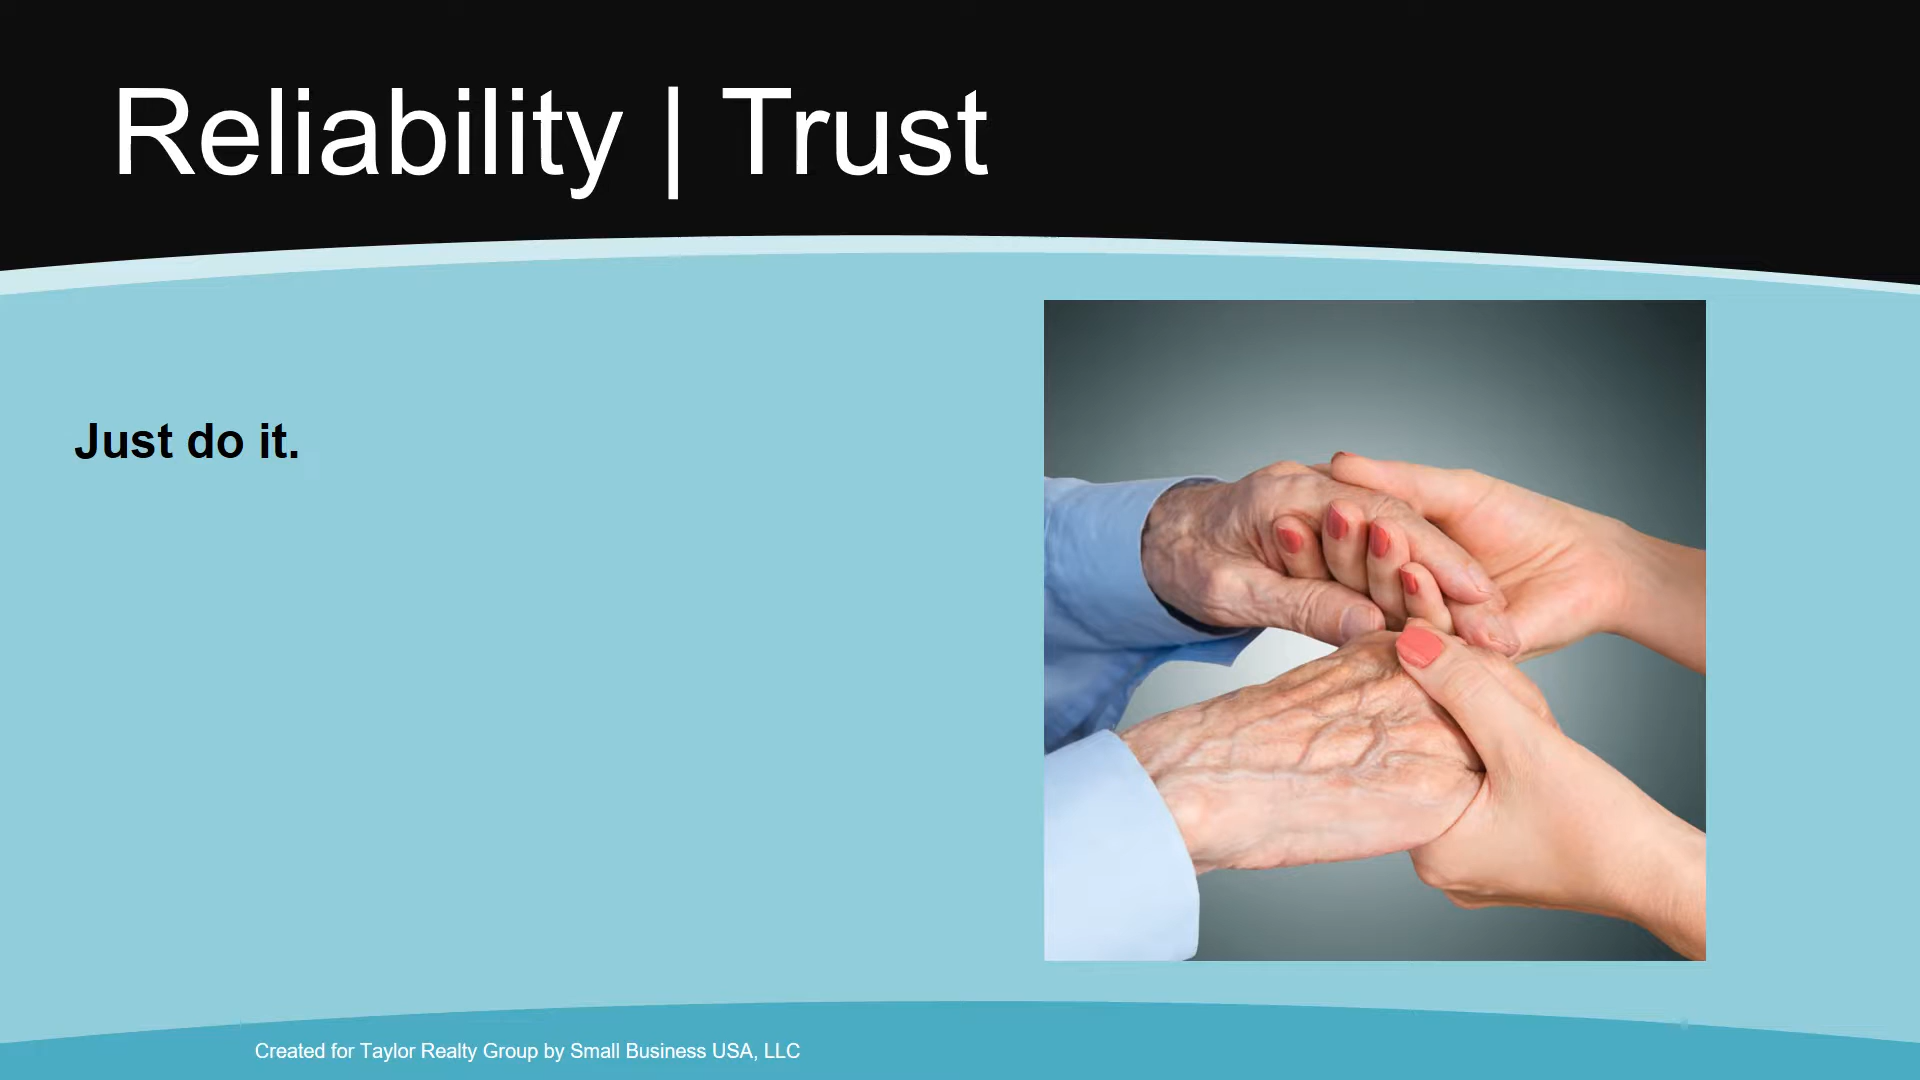 Reliability | Trust
Just do it.
Created for Taylor Realty Group by Small Business USA, LLC